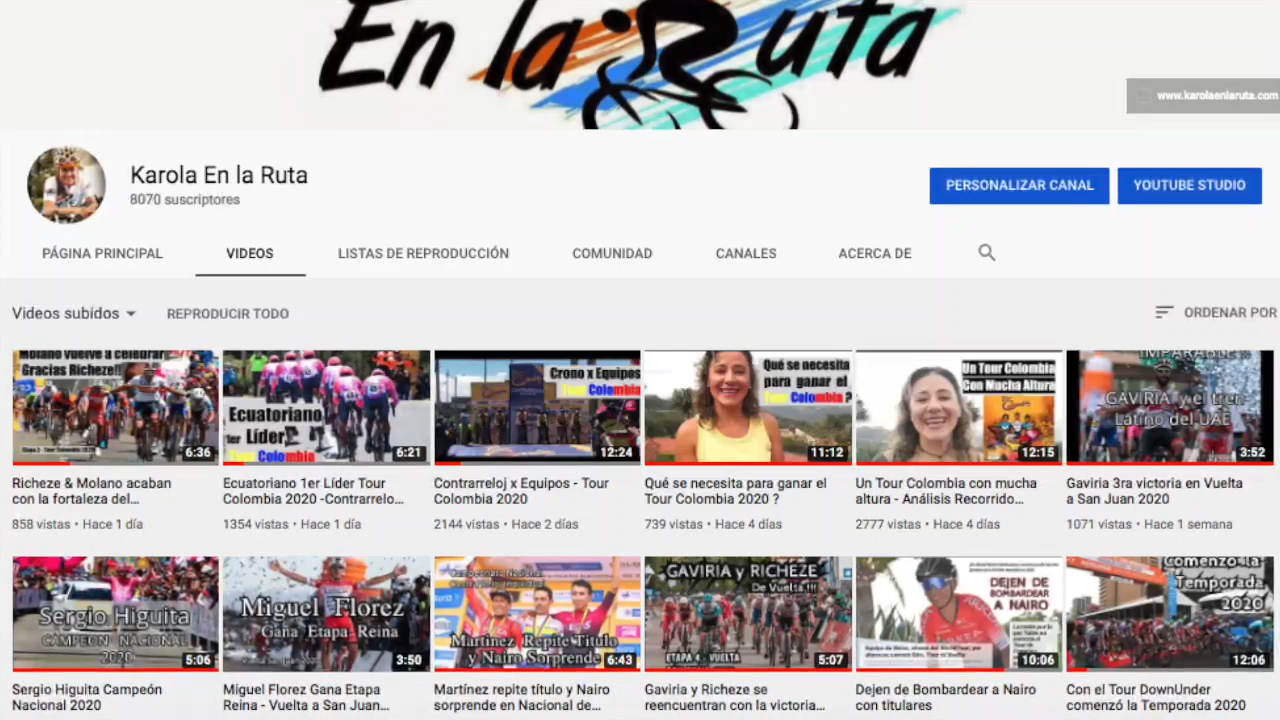 En la Ruta
www.karolaenlaruta.com
Karola En la Ruta
8070 suscriptores
PERSONALIZAR CANAL
YOUTUBE STUDIO
PÁGINA PRINCIPAL
VIDEOS
LISTAS DE REPRODUCCIÓN
COMUNIDAD
CANALES
ACERCA DE
Videos subidos
REPRODUCIR TODO
ORDENAR POR
Molano vuelve a celebrar
Gracias Richeze!!
6:36
Ecuatoriano
1er Líder
Tour Colombia
6:21
Crono x Equipos
Tour Colombia
12:24
Qué se necesita
para ganar el
Tour Colombia ?
11:12
Un Tour Colombia
Con Mucha Altura
12:15
IMPARABLE
GAVIRIA y el tren
Latino del UAE
3:52
Richeze & Molano acaban
con la fortaleza del...
858 vistas • Hace 1 día
Ecuatoriano 1er Líder Tour
Colombia 2020 -Contrarrelo...
1354 vistas • Hace 1 día
Contrarreloj x Equipos - Tour
Colombia 2020
2144 vistas • Hace 2 días
Qué se necesita para ganar el
Tour Colombia 2020 ?
739 vistas • Hace 4 días
Un Tour Colombia con mucha
altura - Análisis Recorrido...
2777 vistas • Hace 4 días
Gaviria 3ra victoria en Vuelta
a San Juan 2020
1071 vistas • Hace 1 semana
Sergio Higuita
CAMPEON NACIONAL
2020
5:06
Miguel Florez
Gana Etapa Reina
3:50
Campeonato Nacional
Martinez Repite Titulo
y Nairo Sorprende
6:43
GAVIRIA y RICHEZE
De Vuelta!!!
ETAPA 4 - VUELTA
5:07
DEJEN DE
BOMBARDEAR
A NAIRO
10:06
Comenzó la
Temporada
2020
12:06
Sergio Higuita Campeón
Nacional 2020
Miguel Florez Gana Etapa
Reina - Vuelta a San Juan...
Martínez repite título y Nairo
sorprende en Nacional de...
Gaviria y Richeze se
reencuentran con la victoria...
Dejen de Bombardear a Nairo
con titulares
Con el Tour DownUnder
comenzó la Temporada 2020